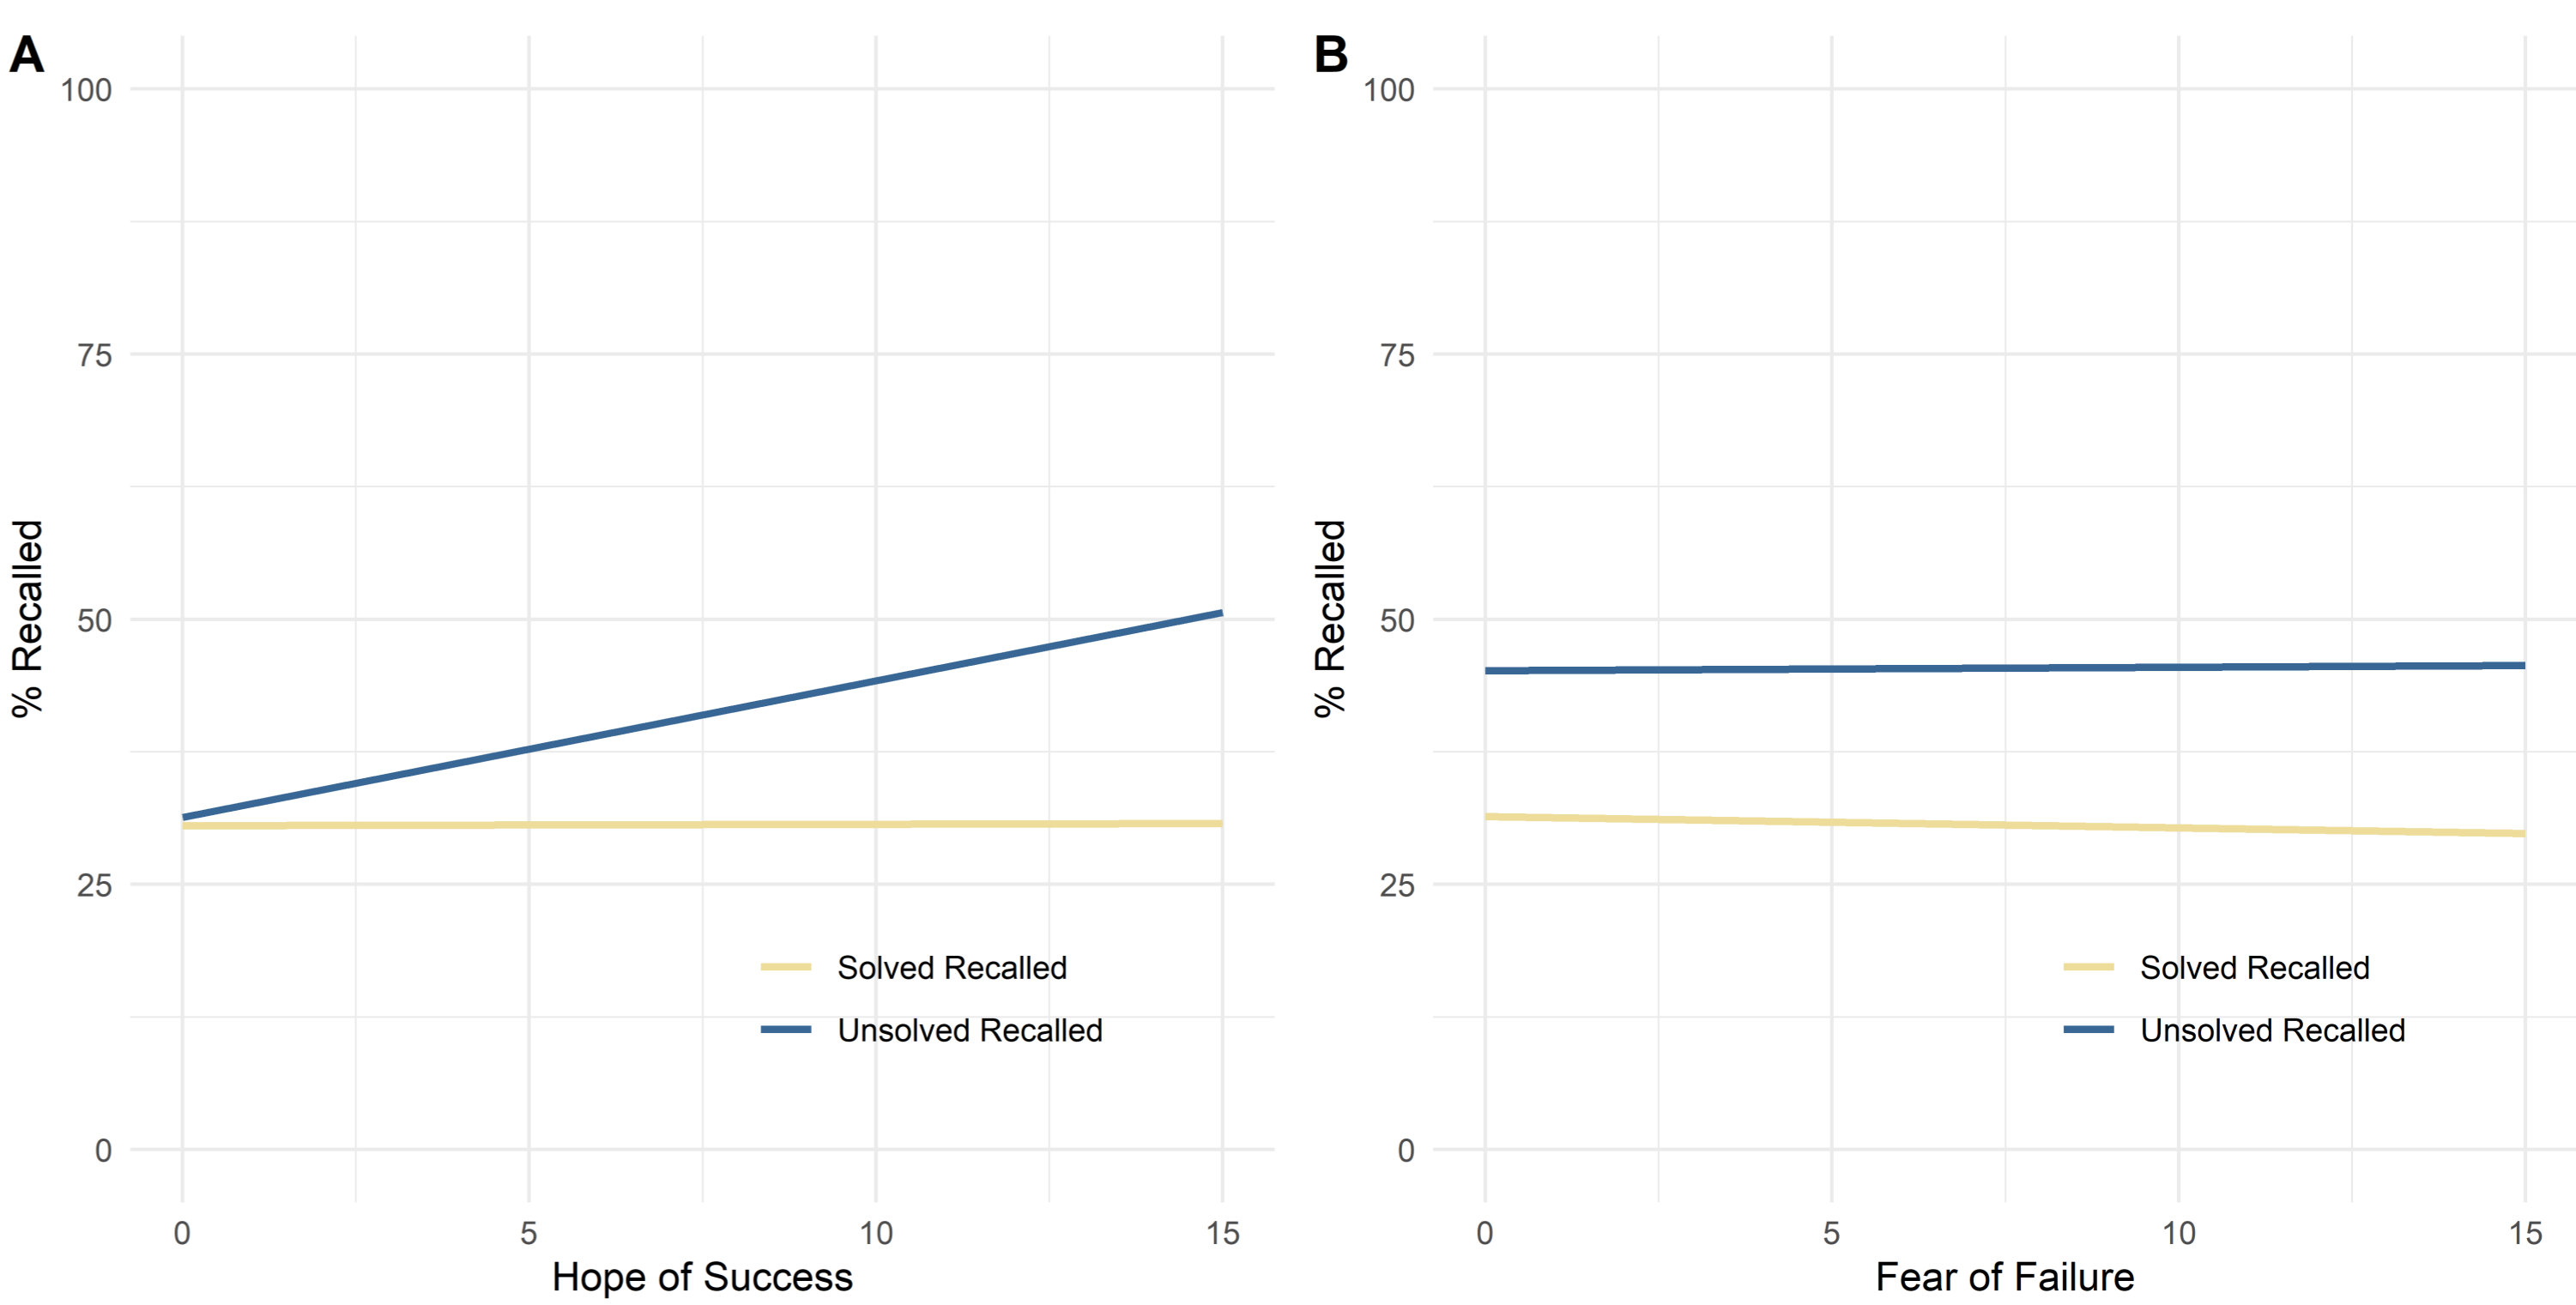 A
100
75
50
25
0
% Recalled
Solved Recalled
Unsolved Recalled
0 5 10 15
Hope of Success
B
100
75
50
25
0
% Recalled
Solved Recalled
Unsolved Recalled
0 5 10 15
Fear of Failure